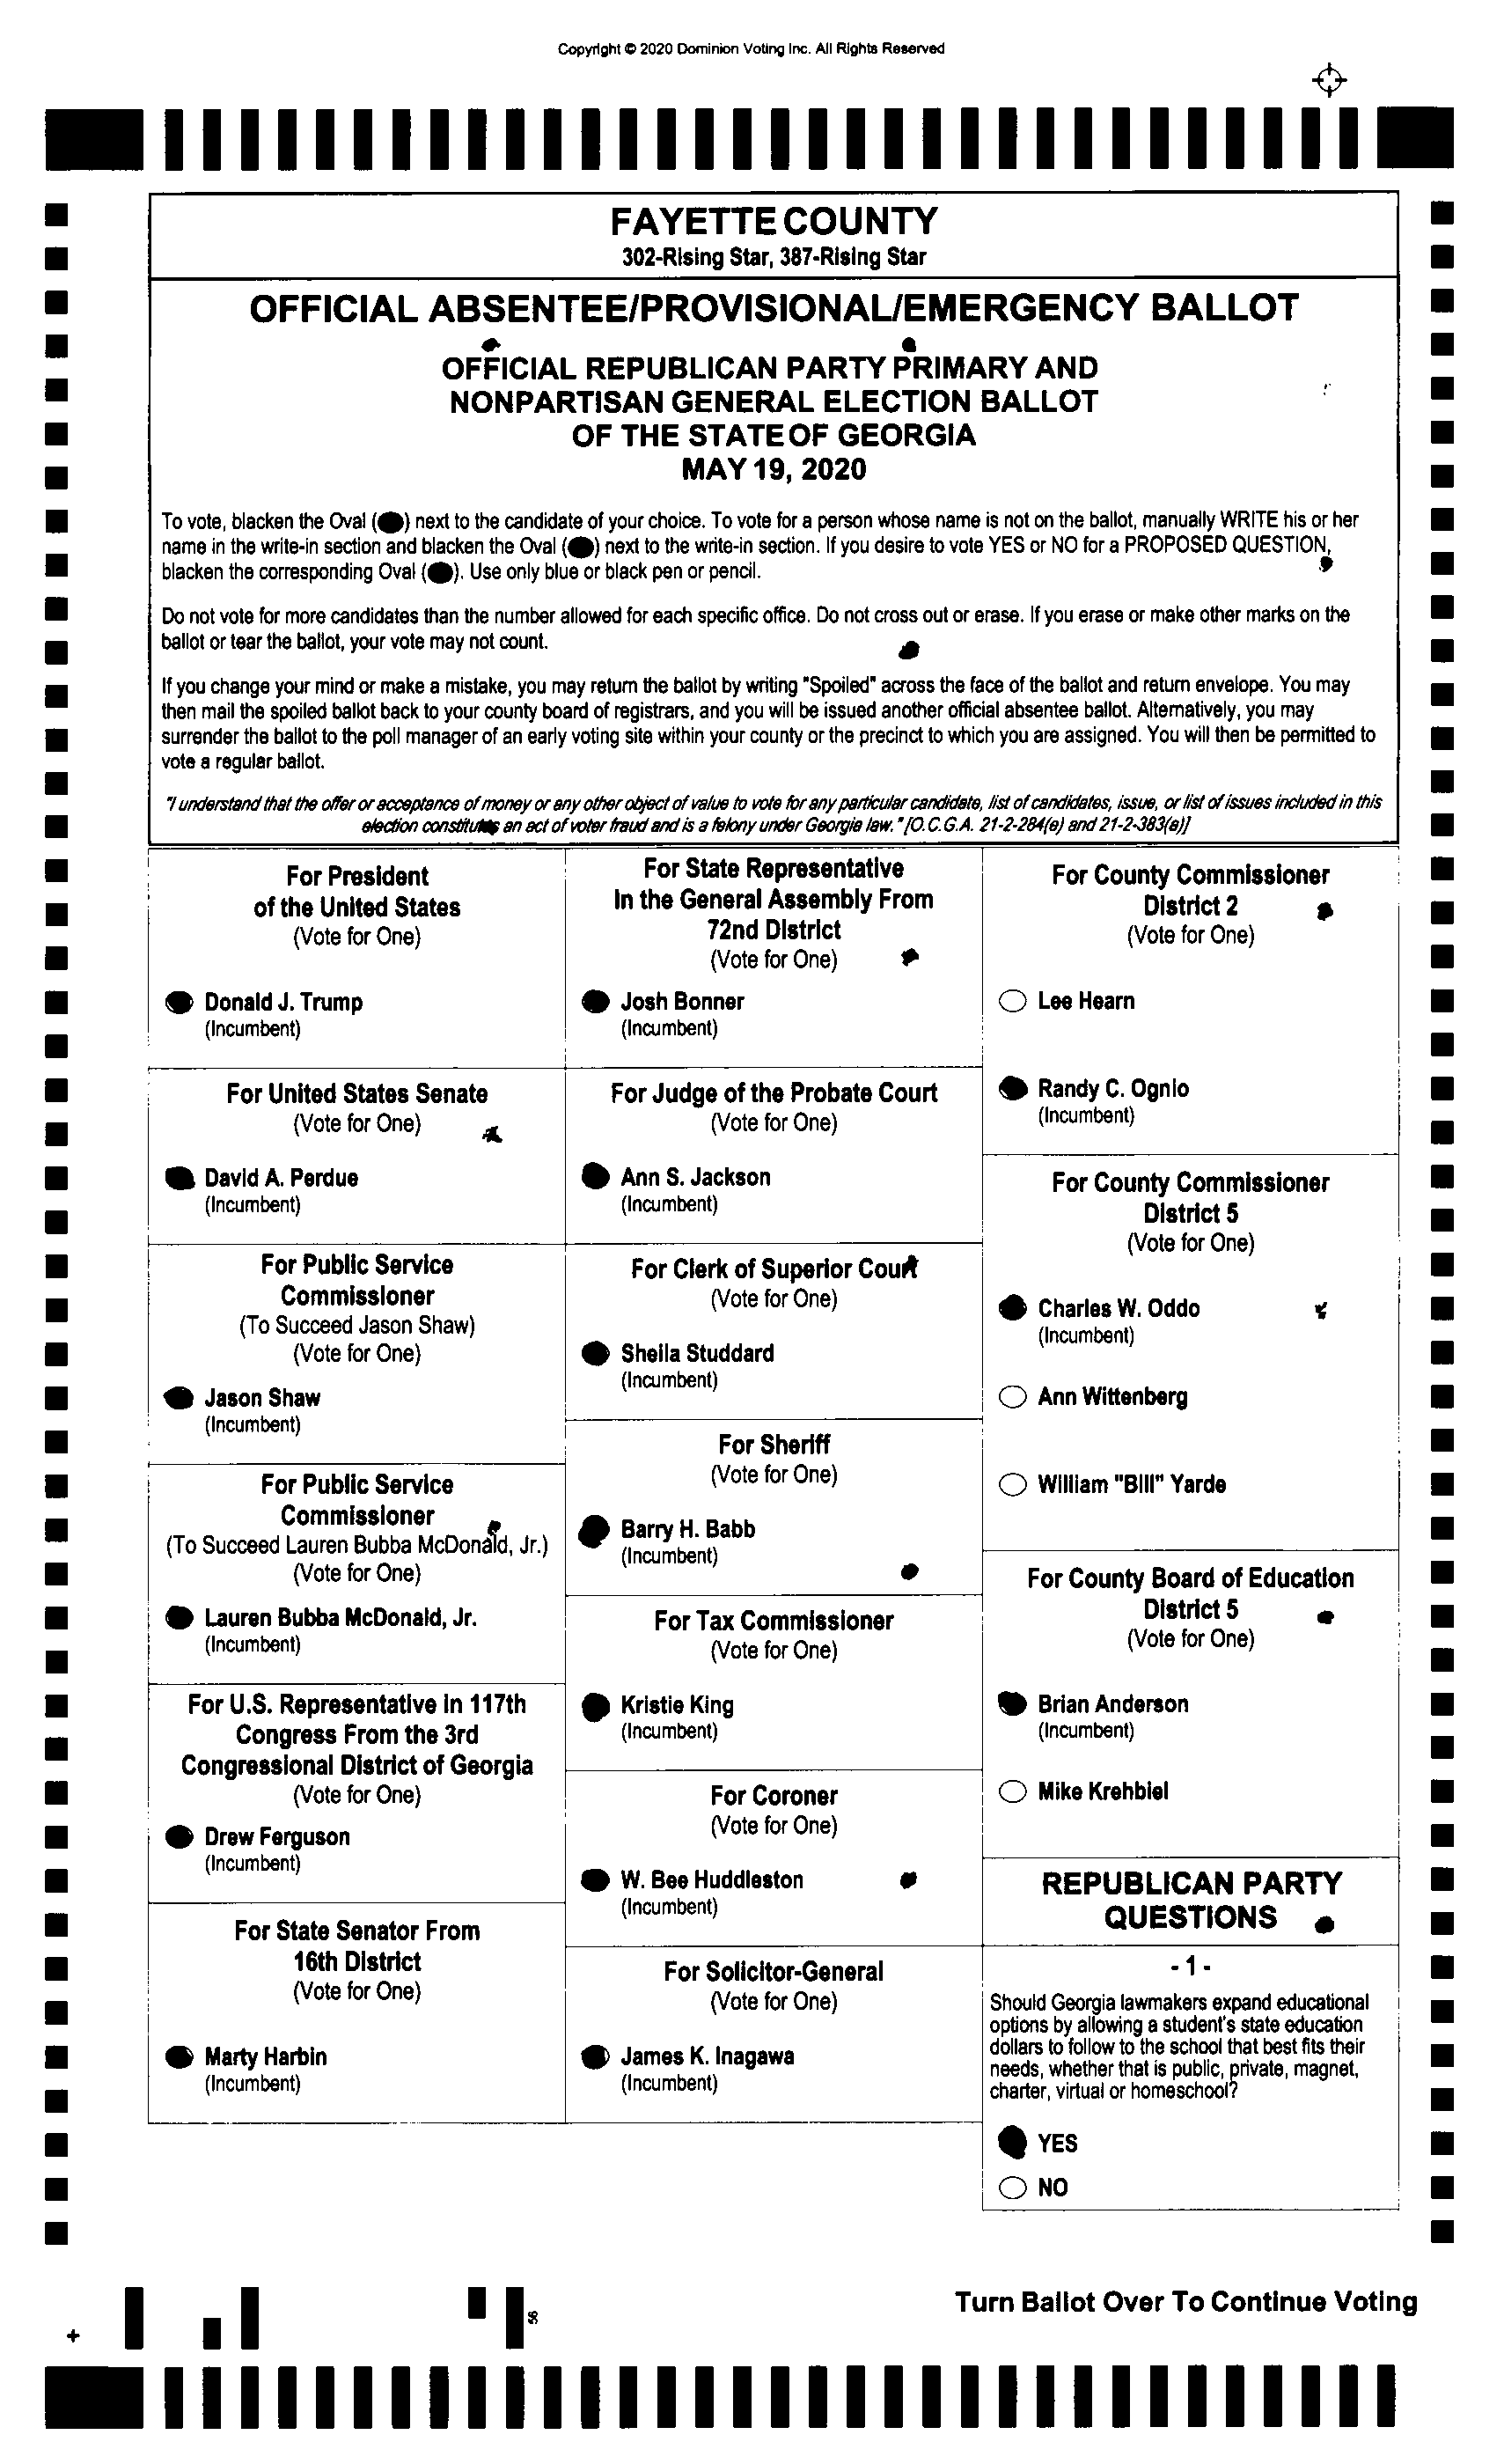 Copyright © 2020 Dominion Voting Inc. All Rights Reserved
FAYETTE COUNTY
302-Rising Star, 387-Rising Star
OFFICIAL ABSENTEE/PROVISIONAL/EMERGENCY BALLOT
OFFICIAL REPUBLICAN PARTY PRIMARY AND
NONPARTISAN GENERAL ELECTION BALLOT
OF THE STATE OF GEORGIA
MAY 19, 2020
To vote, blacken the Oval (●) next to the candidate of your choice. To vote for a person whose name is not on the ballot, manually WRITE his or her
name in the write-in section and blacken the Oval (●) next to the write-in section. If you desire to vote YES or NO for a PROPOSED QUESTION,
blacken the corresponding Oval (●). Use only blue or black pen or pencil.
Do not vote for more candidates than the number allowed for each specific office. Do not cross out or erase. If you erase or make other marks on the
ballot or tear the ballot, your vote may not count.
If you change your mind or make a mistake, you may return the ballot by writing "Spoiled" across the face of the ballot and return envelope. You may
then mail the spoiled ballot back to your county board of registrars, and you will be issued another official absentee ballot. Alternatively, you may
surrender the ballot to the poll manager of an early voting site within your county or the precinct to which you are assigned. You will then be permitted to
vote a regular ballot.
"I understand that the offer or acceptance of money or any other object of value to vote for any particular candidate, list of candidates, issue, or list of issues included in this
election constitutes an act of voter fraud and is a felony under Georgia law." [O.C.G.A. 21-2-284(e) and 21-2-383(a)]
For President
of the United States
(Vote for One)
Donald J. Trump
(Incumbent)
For United States Senate
(Vote for One)
David A. Perdue
(Incumbent)
For Public Service
Commissioner
(To Succeed Jason Shaw)
(Vote for One)
Jason Shaw
(Incumbent)
For Public Service
Commissioner
(To Succeed Lauren Bubba McDonald, Jr.)
(Vote for One)
Lauren Bubba McDonald, Jr.
(Incumbent)
For U.S. Representative in 117th
Congress From the 3rd
Congressional District of Georgia
(Vote for One)
Drew Ferguson
(Incumbent)
For State Senator From
16th District
(Vote for One)
Marty Harbin
(Incumbent)
For State Representative
In the General Assembly From
72nd District
(Vote for One)
Josh Bonner
(Incumbent)
For Judge of the Probate Court
(Vote for One)
Ann S. Jackson
(Incumbent)
For Clerk of Superior Court
(Vote for One)
Sheila Studdard
(Incumbent)
For Sheriff
(Vote for One)
Barry H. Babb
(Incumbent)
For Tax Commissioner
(Vote for One)
Kristie King
(Incumbent)
For Coroner
(Vote for One)
W. Bee Huddleston
(Incumbent)
For Solicitor-General
(Vote for One)
James K. Inagawa
(Incumbent)
For County Commissioner
District 2
(Vote for One)
Lee Hearn
Randy C. Ognio
(Incumbent)
For County Commissioner
District 5
(Vote for One)
Charles W. Oddo
(Incumbent)
Ann Wittenberg
William "Bill" Yarde
For County Board of Education
District 5
(Vote for One)
Brian Anderson
(Incumbent)
Mike Krehbiel
REPUBLICAN PARTY
QUESTIONS
- 1 -
Should Georgia lawmakers expand educational
options by allowing a student's state education
dollars to follow to the school that best fits their
needs, whether that is public, private, magnet,
charter, virtual or homeschool?
YES
NO
Turn Ballot Over To Continue Voting